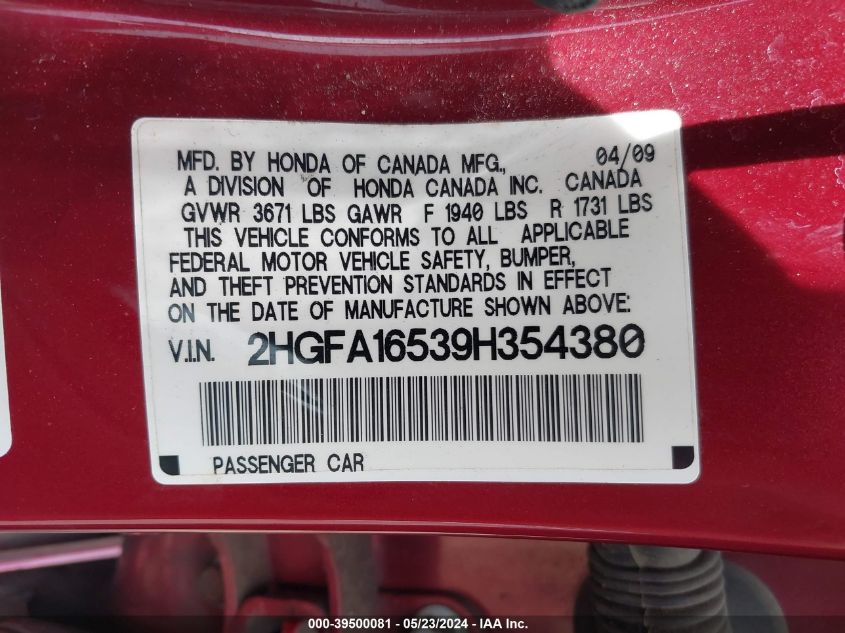 MFD. BY HONDA OF CANADA MFG., 04/09
A DIVISION OF HONDA CANADA INC. CANADA
GVWR 3671 LBS GAWR F 1940 LBS R 1731 LBS
THIS VEHICLE CONFORMS TO ALL APPLICABLE
FEDERAL MOTOR VEHICLE SAFETY, BUMPER,
AND THEFT PREVENTION STANDARDS IN EFFECT
ON THE DATE OF MANUFACTURE SHOWN ABOVE:
V.I.N. 2HGFA16539H354380
PASSENGER CAR
000-39500081 - 05/23/2024 - IAA Inc.